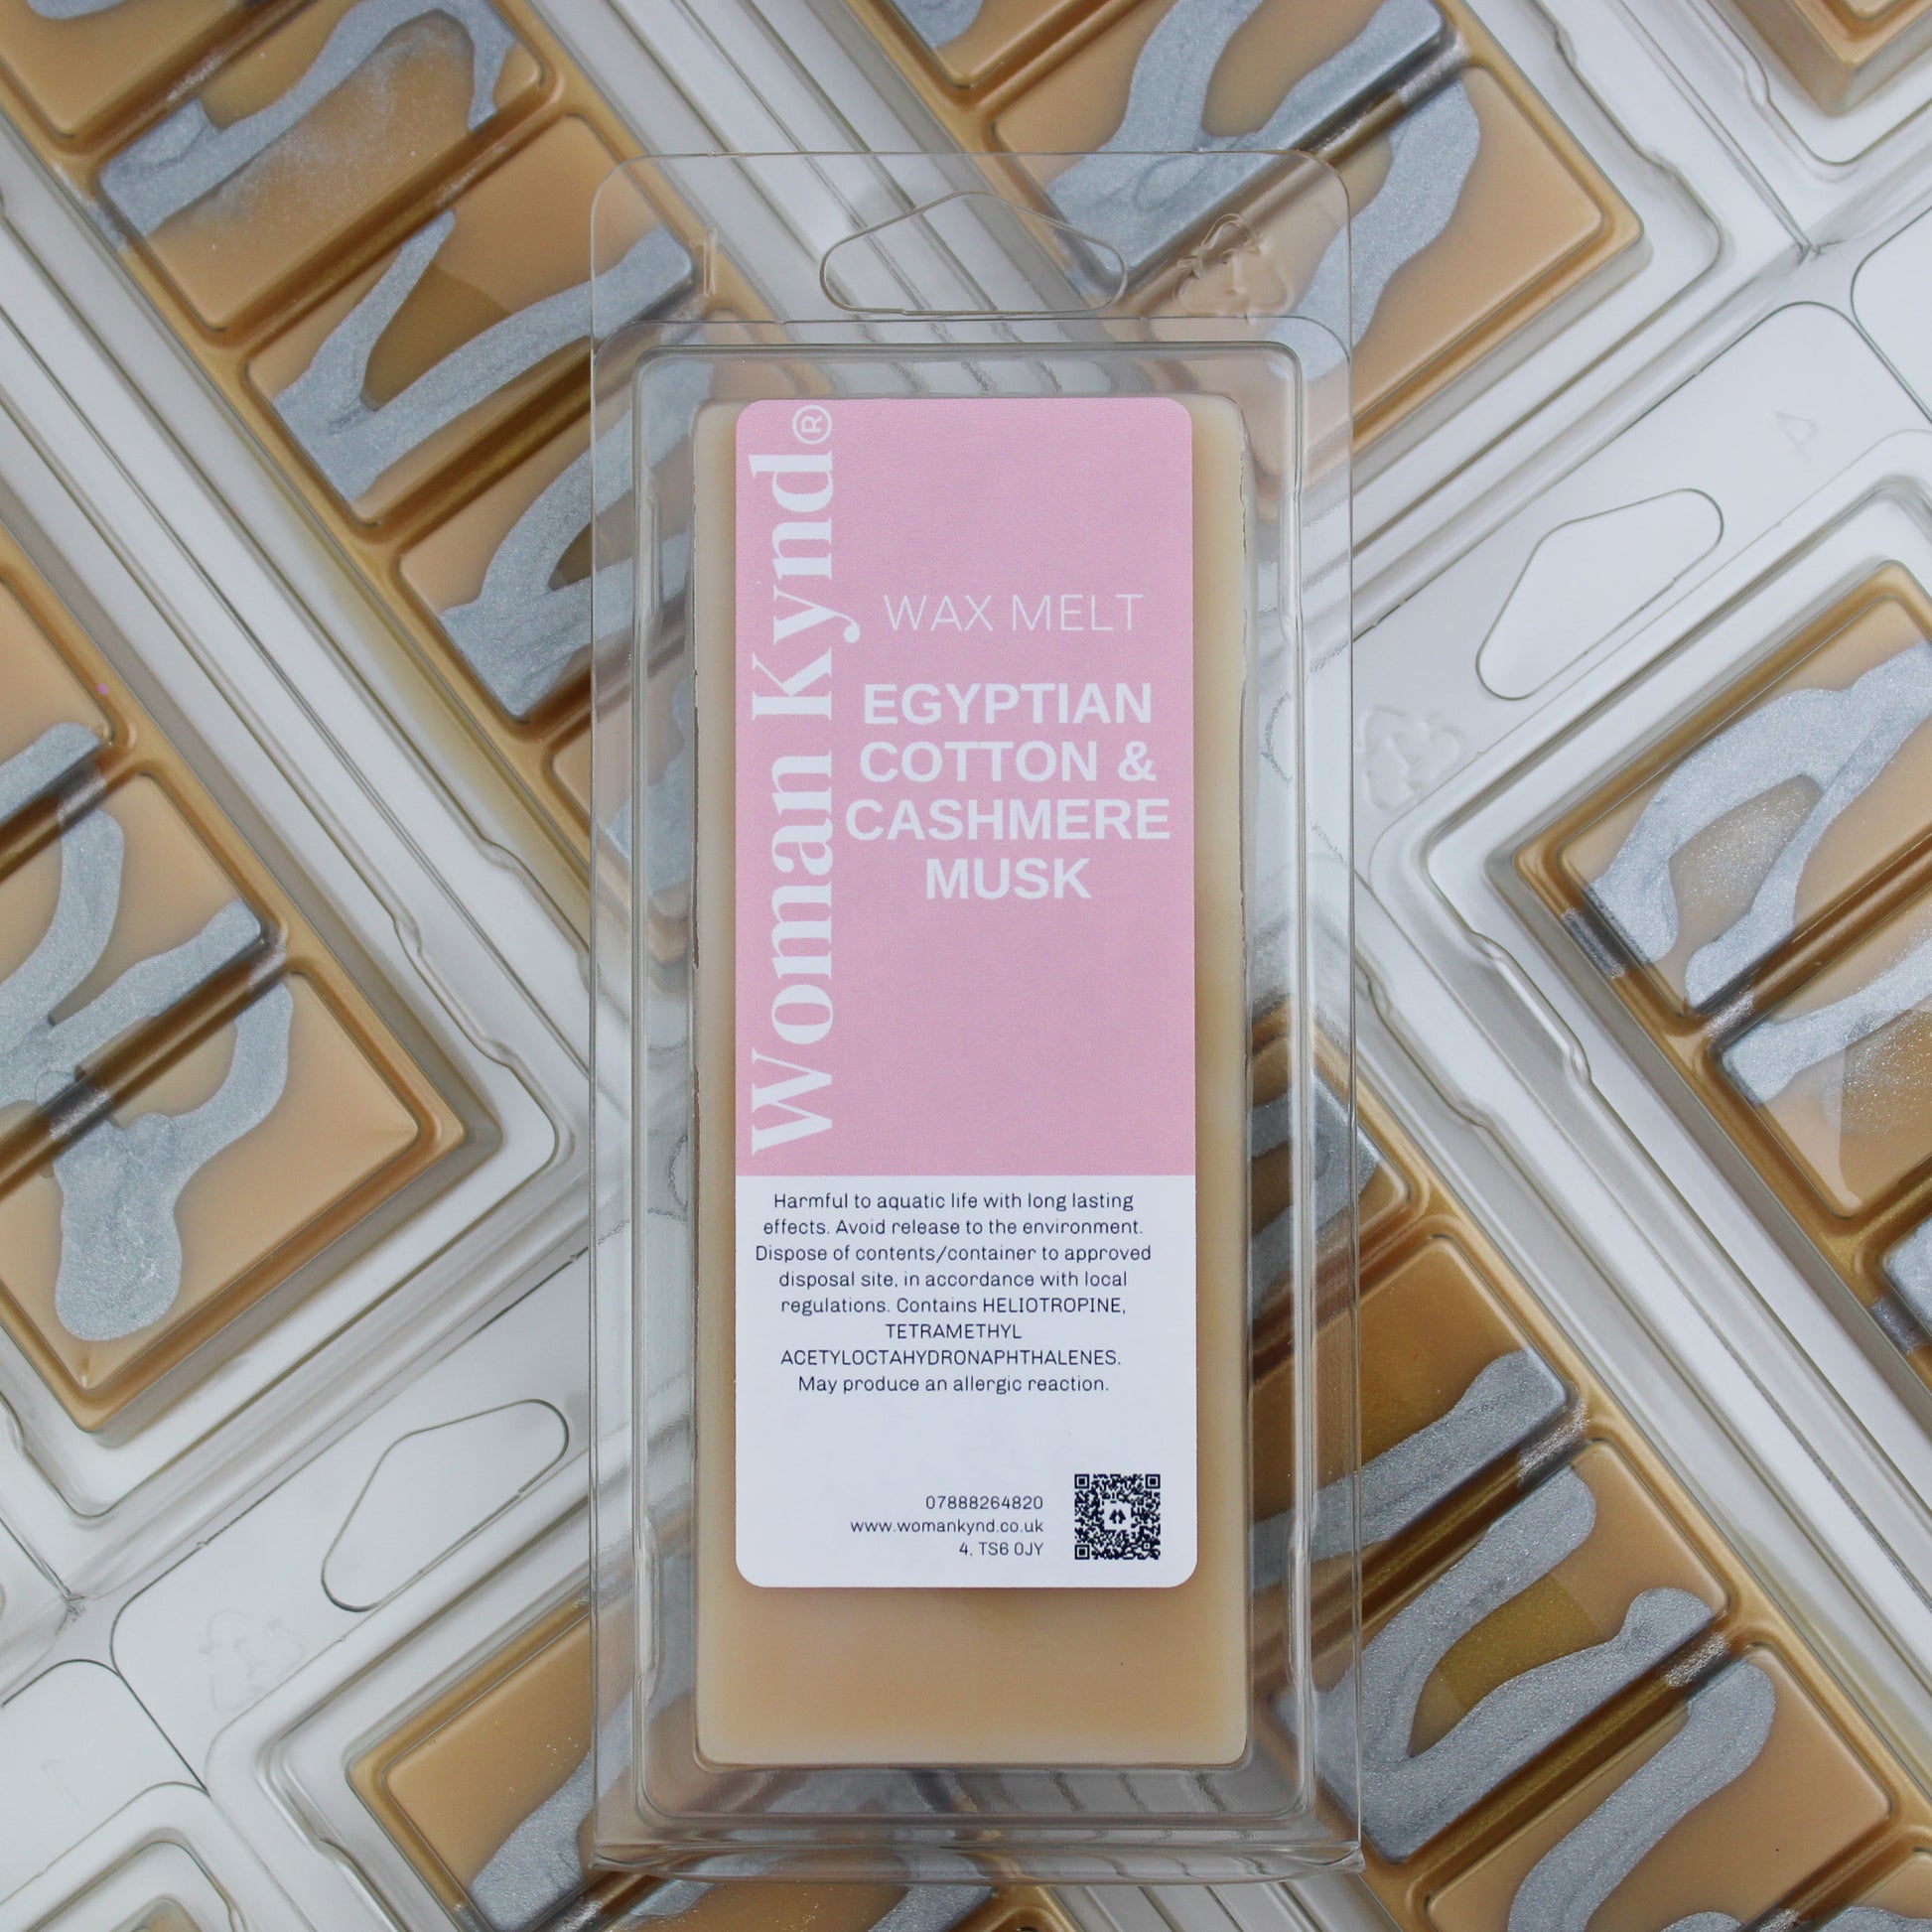 Woman Kynd®
WAX MELT
EGYPTIAN
COTTON &
CASHMERE
MUSK
Harmful to aquatic life with long lasting
effects. Avoid release to the environment.
Dispose of contents/container to approved
disposal site, in accordance with local
regulations. Contains HELIOTROPINE,
TETRAMETHYL
ACETYLOCTAHYDRONAPHTHALENES.
May produce an allergic reaction.
07888264820
www.womankynd.co.uk
4, TS6 0JY
1
1